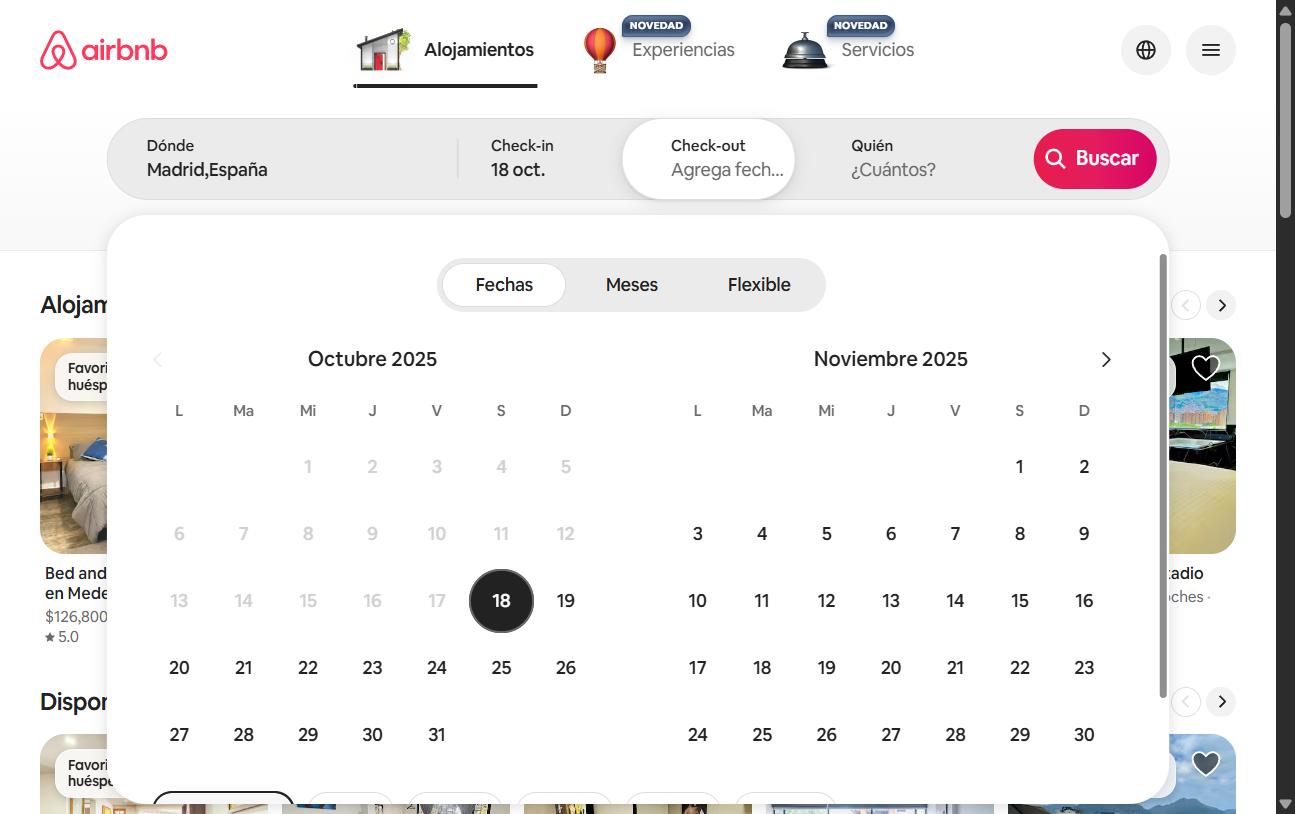 airbnb
Alojamientos
NOVEDAD
Experiencias
NOVEDAD
Servicios
Dónde
Madrid,España
Check-in
18 oct.
Check-out
Agrega fech...
Quién
¿Cuántos?
Buscar
Fechas
Meses
Flexible
Alojam
Favori
huésp
Octubre 2025
L Ma Mi J V S D
1 2 3 4 5
6 7 8 9 10 11 12
13 14 15 16 17 18 19
20 21 22 23 24 25 26
27 28 29 30 31
Noviembre 2025
L Ma Mi J V S D
1 2
3 4 5 6 7 8 9
10 11 12 13 14 15 16
17 18 19 20 21 22 23
24 25 26 27 28 29 30
Bed and
en Mede
$126,800
5.0
tadio
oches ·
Dispon
Favori
huéspe